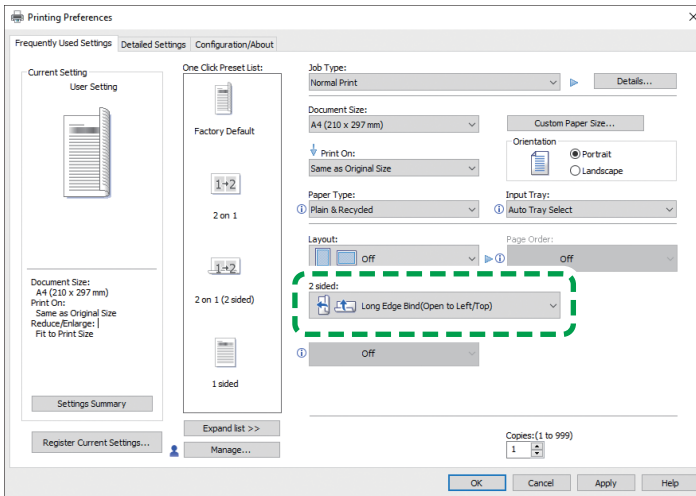 Printing Preferences
Frequently Used Settings
Detailed Settings
Configuration/About
Current Setting
User Setting
Document Size:
A4 (210 x 297 mm)
Print On:
Same as Original Size
Reduce/Enlarge:
Fit to Print Size
Settings Summary
Register Current Settings...
One Click Preset List:
Factory Default
1→2
2 on 1
1→2
2 on 1 (2 sided)
1 sided
Expand list >>
Manage...
Job Type:
Normal Print
Details...
Document Size:
A4 (210 x 297 mm)
Custom Paper Size...
Print On:
Same as Original Size
Orientation
Portrait
Landscape
Paper Type:
Plain & Recycled
Input Tray:
Auto Tray Select
Layout:
Off
Page Order:
Off
2 sided:
Long Edge Bind(Open to Left/Top)
Off
Copies:(1 to 999)
1
OK
Cancel
Apply
Help